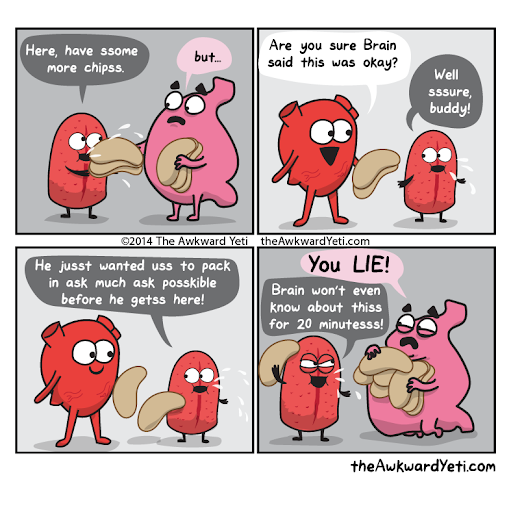 Here, have ssome
more chipss.
but...
Are you sure Brain
said this was okay?
Well
sssure,
buddy!
©2014 The Awkward Yeti theAwkwardYeti.com
He jusst wanted uss to pack
in ask much ask posskible
before he getss here!
You LIE!
Brain won't even
know about thiss
for 20 minutesss!
theAwkwardYeti.com